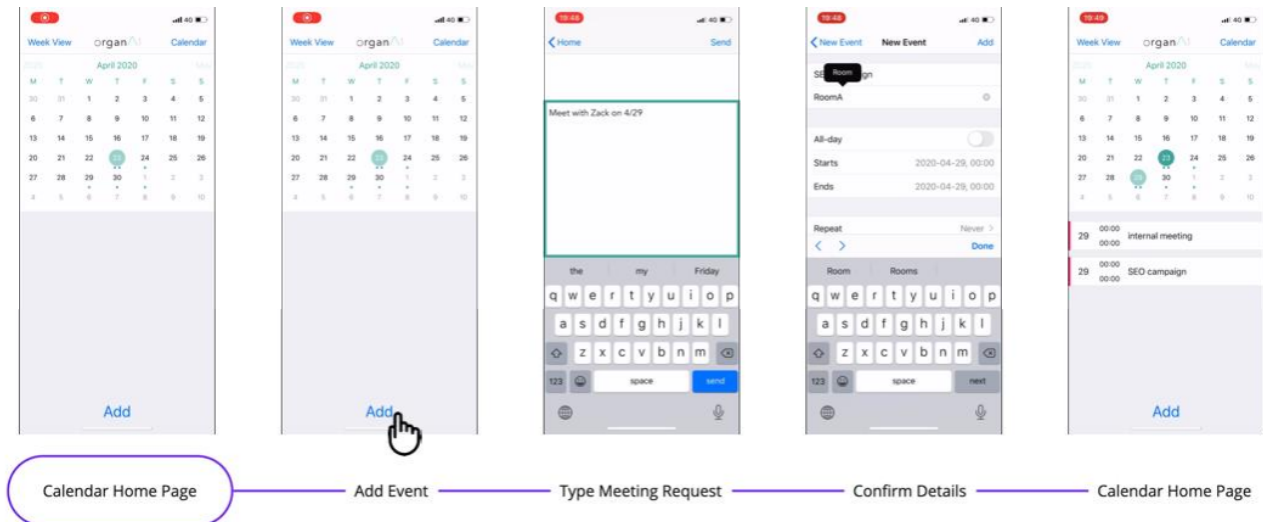 40
Week View organAI Calendar
April 2020
M T W T F S S
30 31 1 2 3 4 5
6 7 8 9 10 11 12
13 14 15 16 17 18 19
20 21 22 23 24 25 26
27 28 29 30 1 2 3
4 5 6 7 8 9 10
Add
40
Week View organAI Calendar
April 2020
M T W T F S S
30 31 1 2 3 4 5
6 7 8 9 10 11 12
13 14 15 16 17 18 19
20 21 22 23 24 25 26
27 28 29 30 1 2 3
4 5 6 7 8 9 10
Add
19:48 40
Home Send
Meet with Zack on 4/29
the my Friday
q w e r t y u i o p
a s d f g h j k l
z x c v b n m
123 space send
19:48 40
New Event New Event Add
Room
RoomA
All-day
Starts 2020-04-29, 00:00
Ends 2020-04-29, 00:00
Repeat Never
Done
Room Rooms
q w e r t y u i o p
a s d f g h j k l
z x c v b n m
123 space next
19:49 40
Week View organAI Calendar
April 2020
M T W T F S S
30 31 1 2 3 4 5
6 7 8 9 10 11 12
13 14 15 16 17 18 19
20 21 22 23 24 25 26
27 28 29 30 1 2 3
4 5 6 7 8 9 10
29 00:00 internal meeting
00:00
29 00:00 SEO campaign
00:00
Add
Calendar Home Page Add Event Type Meeting Request Confirm Details Calendar Home Page